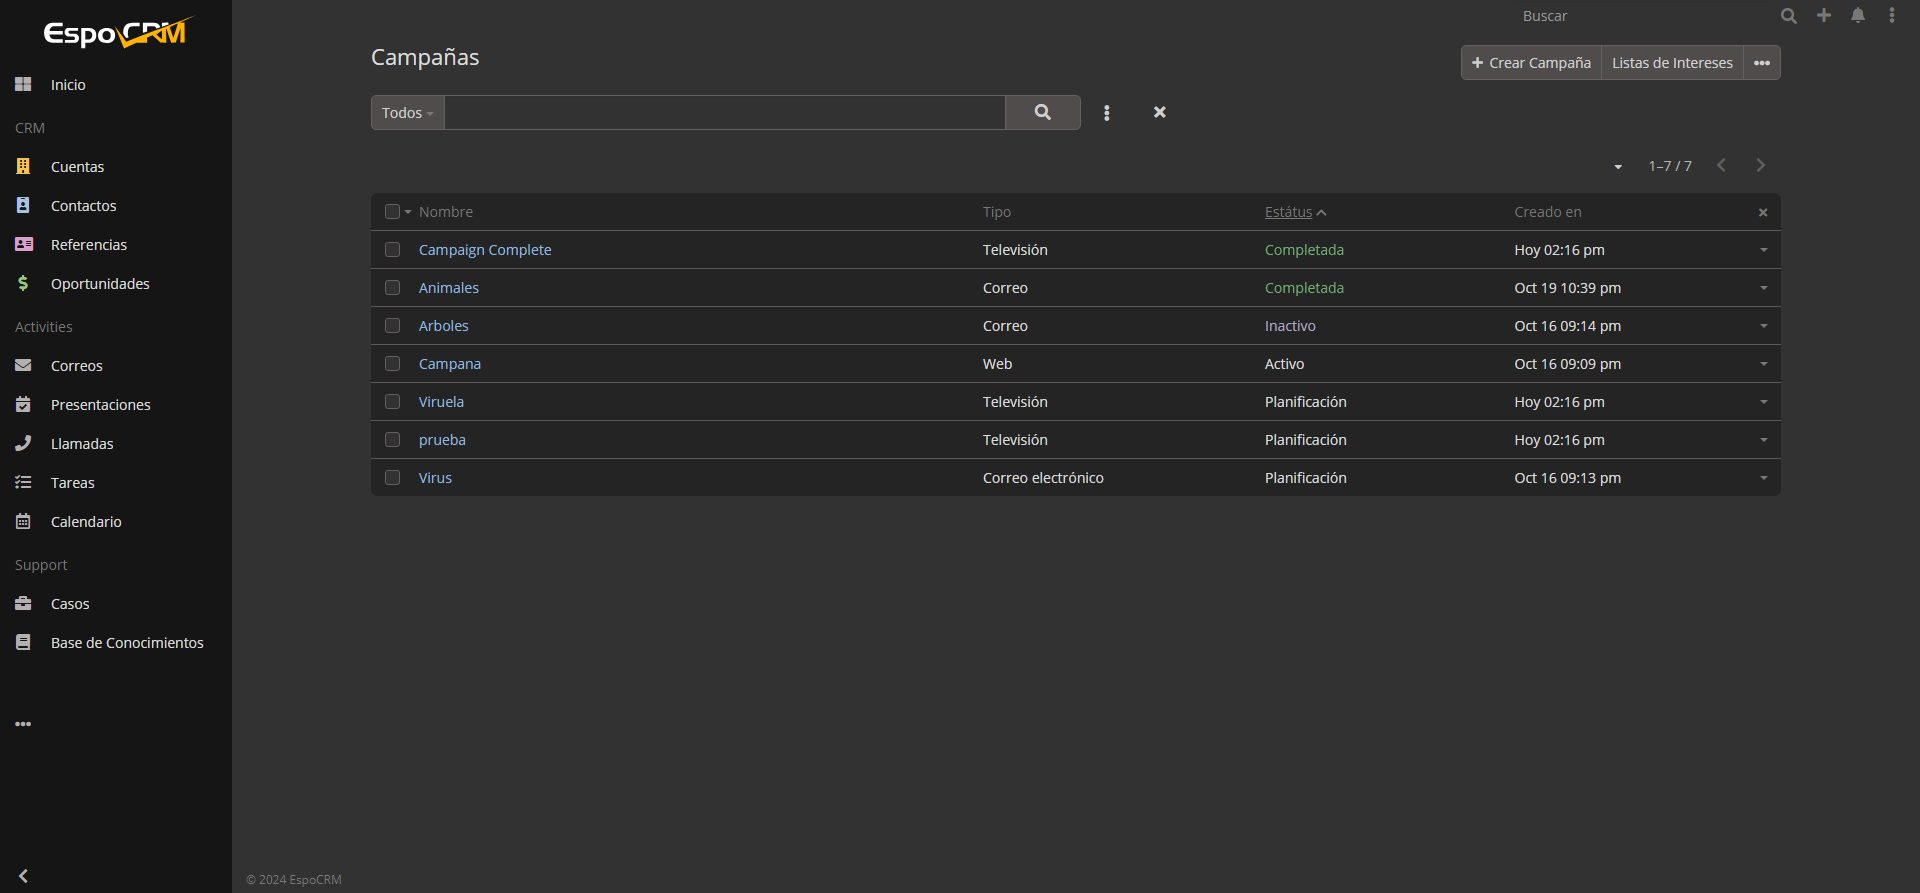 EspoCRM
Buscar
Inicio
CRM
Cuentas
Contactos
Referencias
Oportunidades
Activities
Correos
Presentaciones
Llamadas
Tareas
Calendario
Support
Casos
Base de Conocimientos
Campañas
Crear Campaña Listas de Intereses
Todos
1–7 / 7
Nombre Tipo Estátus Creado en
Campaign Complete Televisión Completada Hoy 02:16 pm
Animales Correo Completada Oct 19 10:39 pm
Arboles Correo Inactivo Oct 16 09:14 pm
Campana Web Activo Oct 16 09:09 pm
Viruela Televisión Planificación Hoy 02:16 pm
prueba Televisión Planificación Hoy 02:16 pm
Virus Correo electrónico Planificación Oct 16 09:13 pm
© 2024 EspoCRM